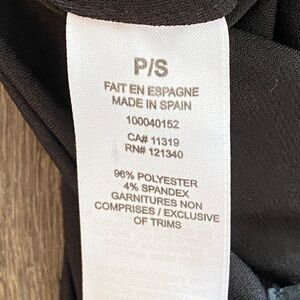 P/S
FAIT EN ESPAGNE
MADE IN SPAIN
100040152
CA# 11319
RN# 121340
96% POLYESTER
4% SPANDEX
GARNITURES NON
COMPRISES / EXCLUSIVE
OF TRIMS